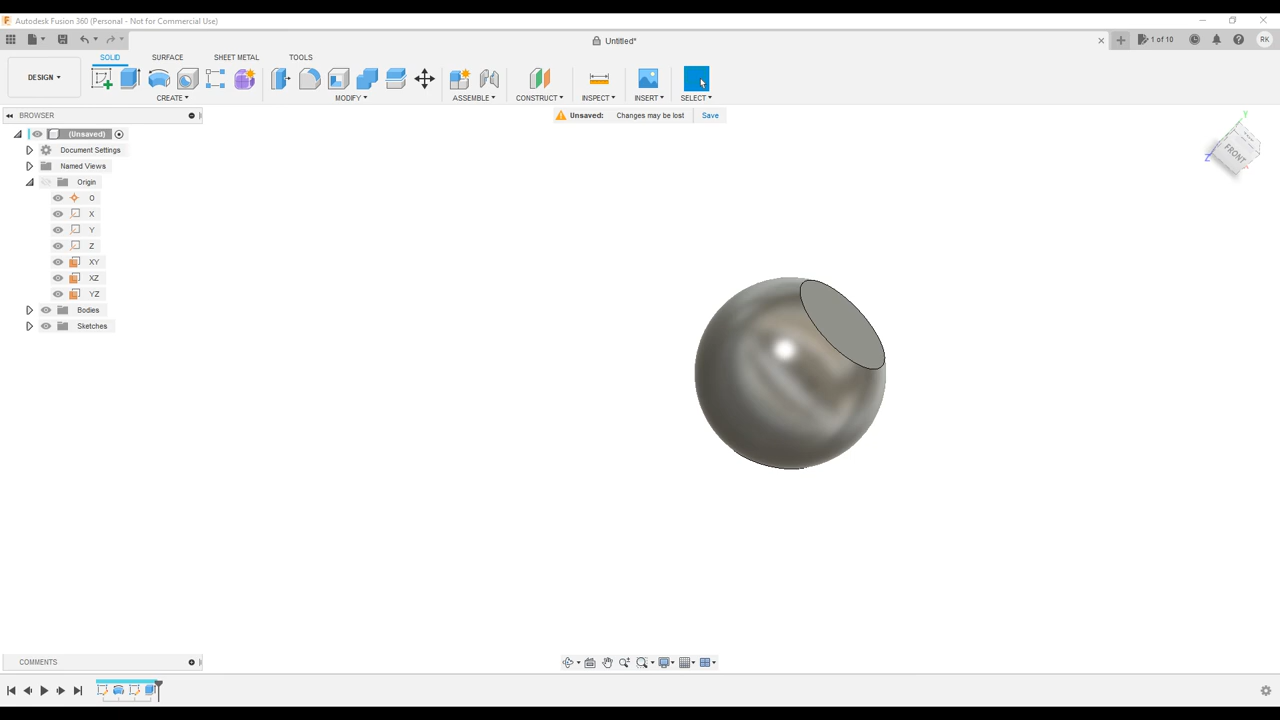 Autodesk Fusion 360 (Personal - Not for Commercial Use)
Untitled*
1 of 10
RK
SOLID SURFACE SHEET METAL TOOLS
DESIGN
CREATE MODIFY ASSEMBLE CONSTRUCT INSPECT INSERT SELECT
BROWSER
Unsaved: Changes may be lost Save
(Unsaved)
Document Settings
Named Views
Origin
O
X
Y
Z
XY
XZ
YZ
Bodies
Sketches
Y
Z
FRONT
COMMENTS